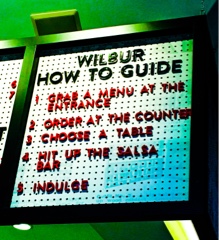 WILBUR
HOW TO GUIDE
1. GRAB A MENU AT THE
ENTRANCE
2. ORDER AT THE COUNTER
3. CHOOSE A TABLE
4. HIT UP THE SALSA
BAR
5. INDULGE